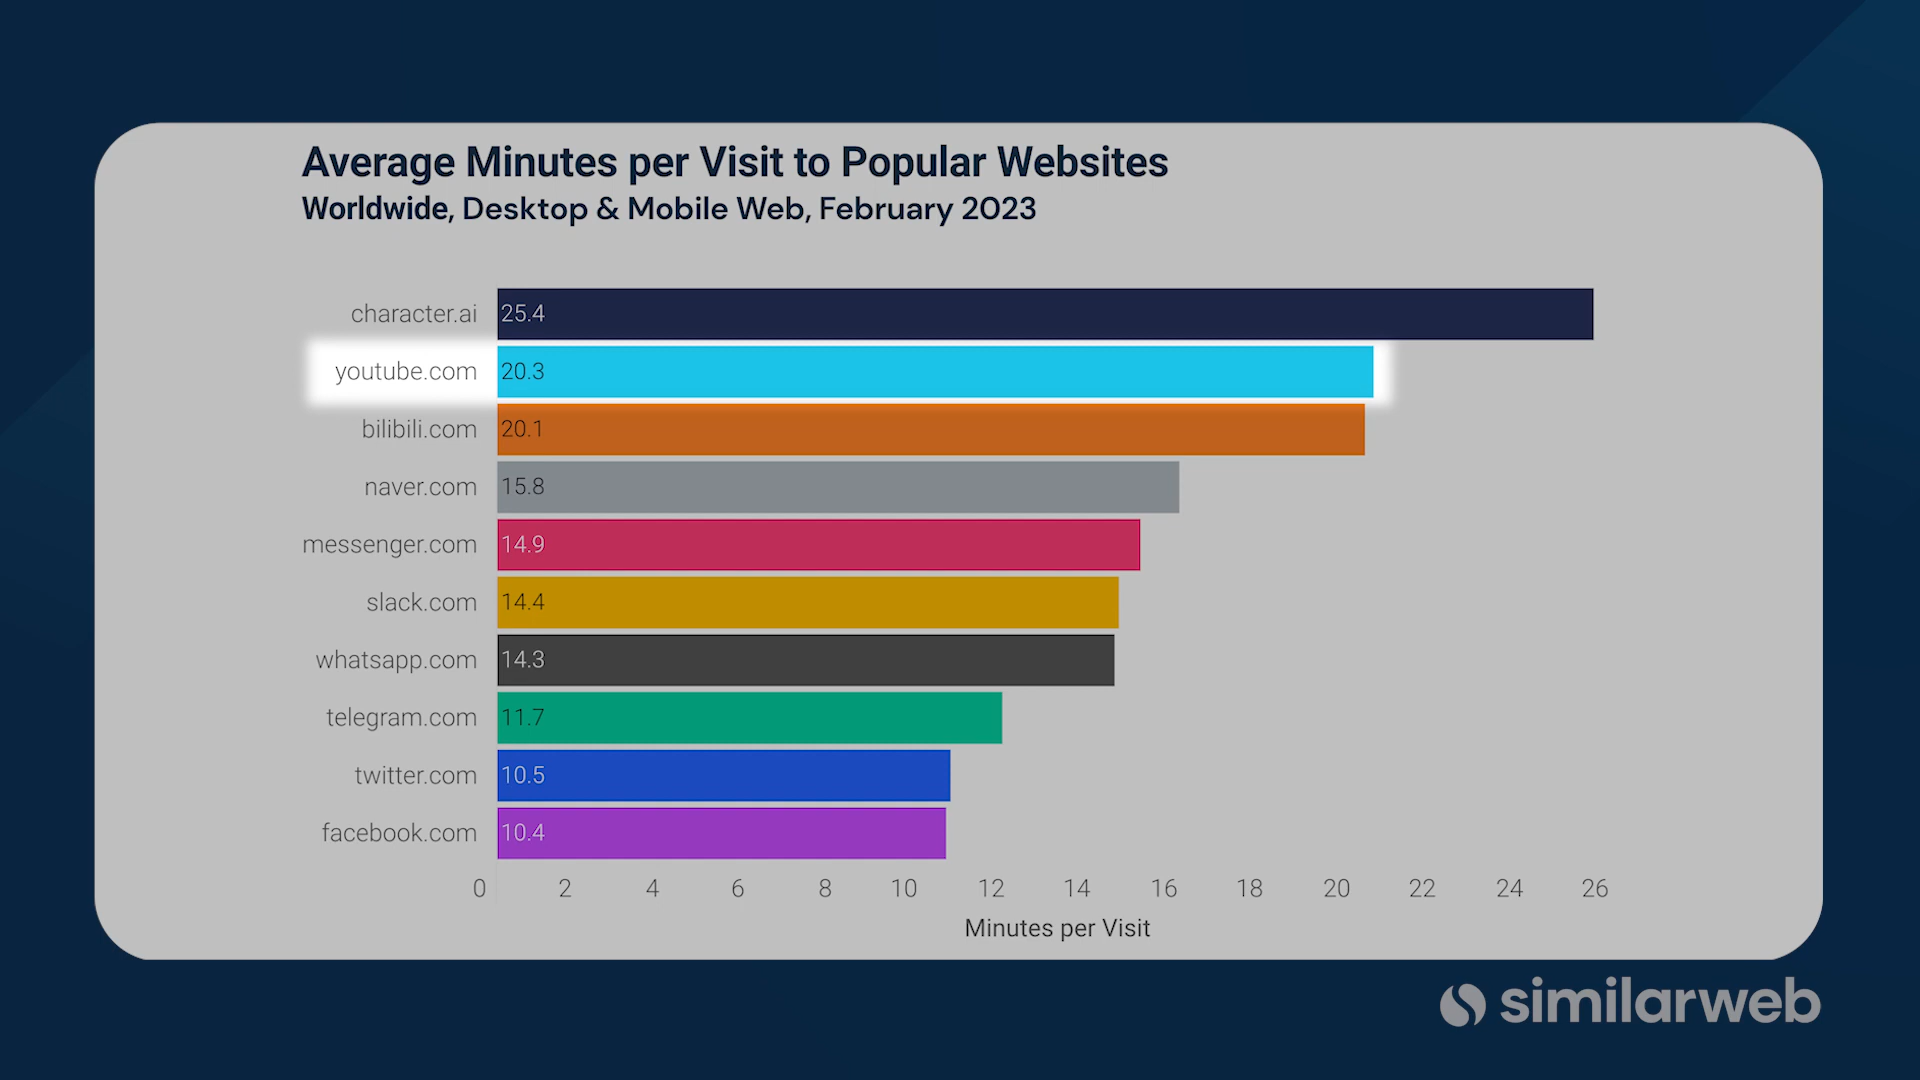 Average Minutes per Visit to Popular Websites
Worldwide, Desktop & Mobile Web, February 2023
character.ai 25.4
youtube.com 20.3
bilibili.com 20.1
naver.com 15.8
messenger.com 14.9
slack.com 14.4
whatsapp.com 14.3
telegram.com 11.7
twitter.com 10.5
facebook.com 10.4
0 2 4 6 8 10 12 14 16 18 20 22 24 26
Minutes per Visit
similarweb